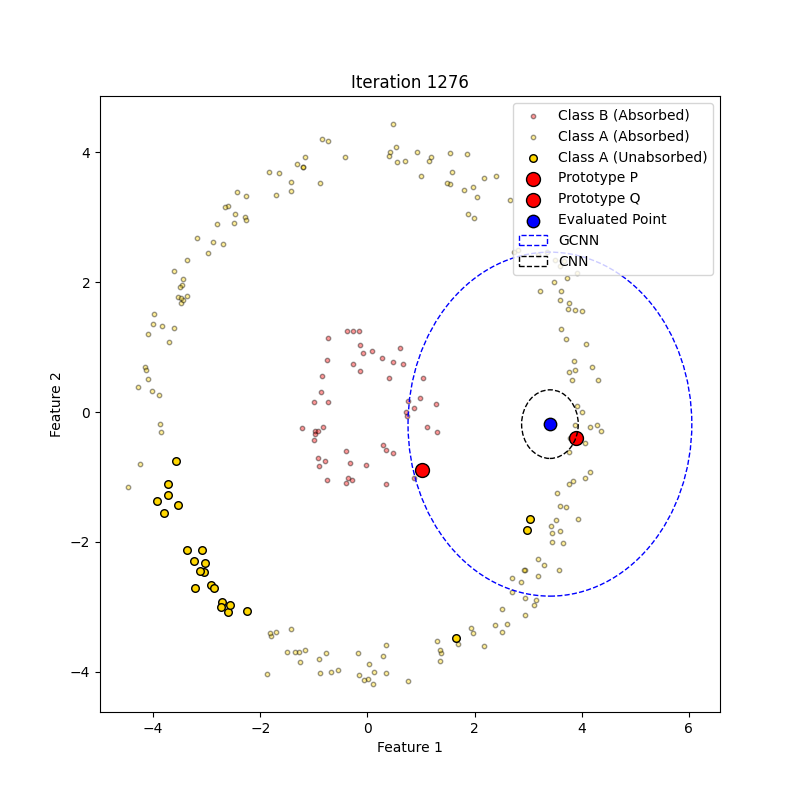 Iteration 1276
Class B (Absorbed)
Class A (Absorbed)
Class A (Unabsorbed)
Prototype P
Prototype Q
Evaluated Point
GCNN
CNN
4
2
0
−2
−4
Feature 2
−4
−2
0
2
4
6
Feature 1